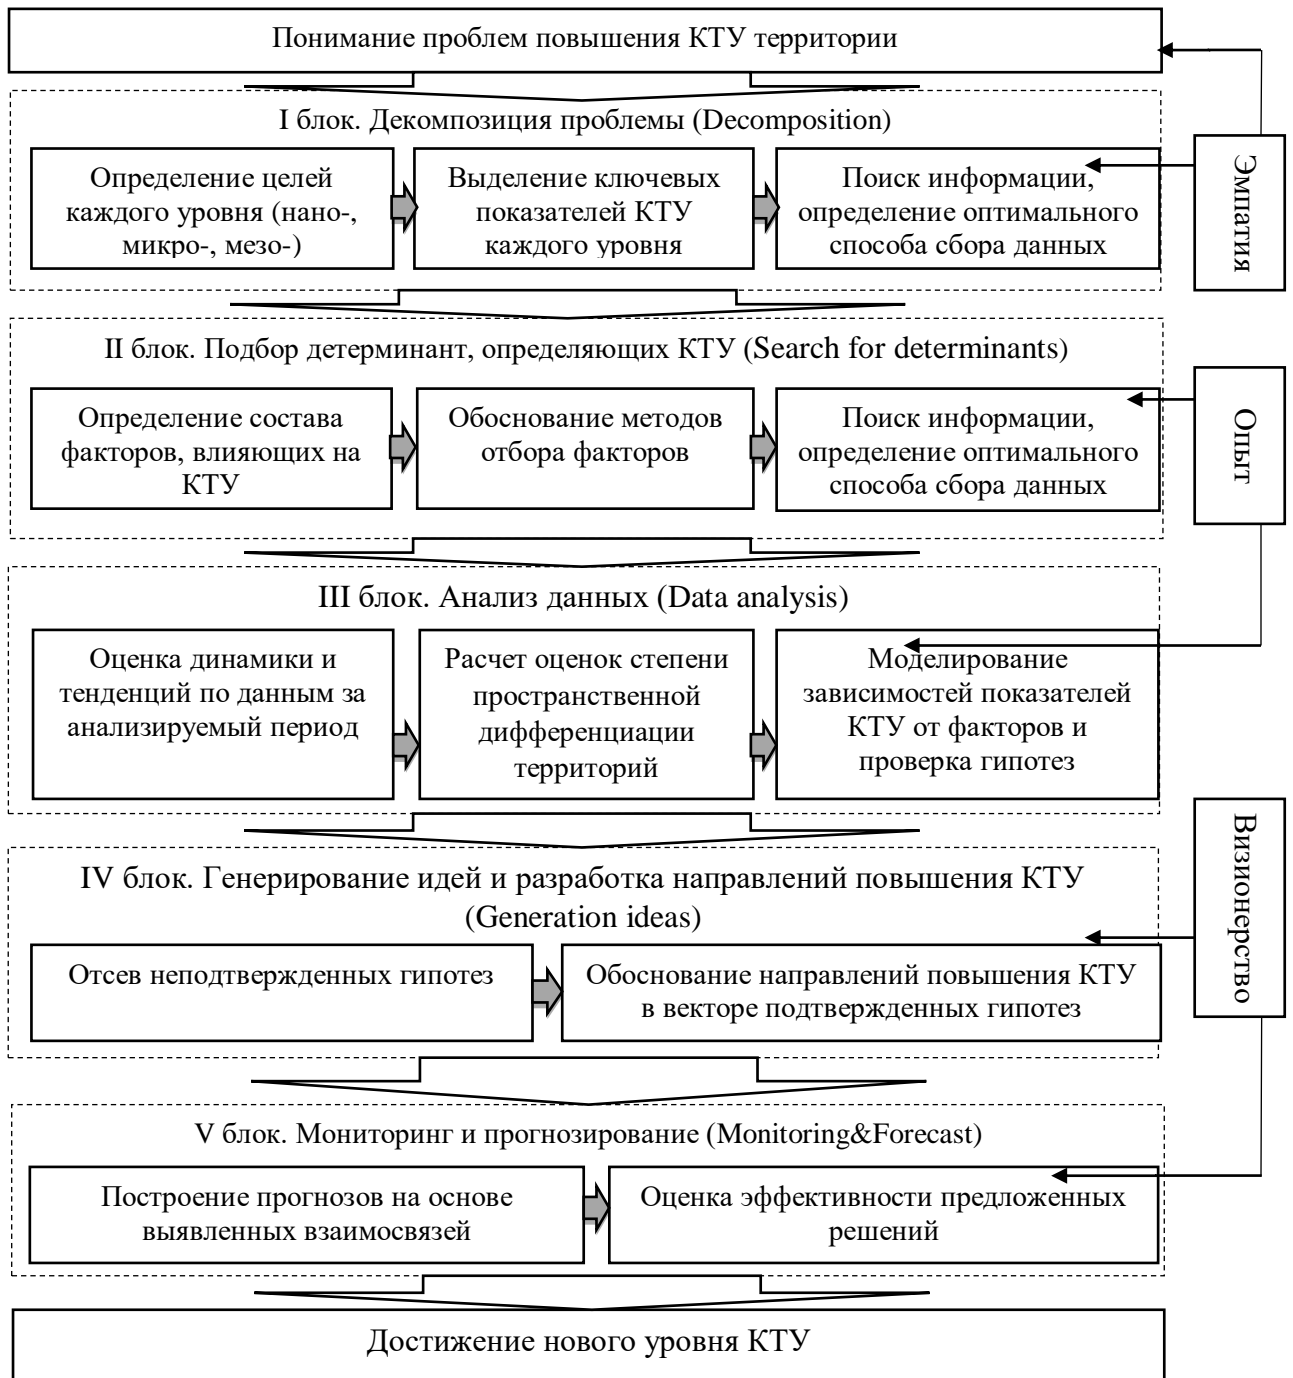 Понимание проблем повышения КТУ территории
I блок. Декомпозиция проблемы (Decomposition)
Определение целей
каждого уровня (нано-,
микро-, мезо-)
Выделение ключевых
показателей КТУ
каждого уровня
Поиск информации,
определение оптимального
способа сбора данных
Эмпатия
II блок. Подбор детерминант, определяющих КТУ (Search for determinants)
Определение состава
факторов, влияющих на
КТУ
Обоснование методов
отбора факторов
Поиск информации,
определение оптимального
способа сбора данных
Опыт
III блок. Анализ данных (Data analysis)
Оценка динамики и
тенденций по данным за
анализируемый период
Расчет оценок степени
пространственной
дифференциации
территорий
Моделирование
зависимостей показателей
КТУ от факторов и
проверка гипотез
Визионерство
IV блок. Генерирование идей и разработка направлений повышения КТУ
(Generation ideas)
Отсев неподтвержденных гипотез
Обоснование направлений повышения КТУ
в векторе подтвержденных гипотез
V блок. Мониторинг и прогнозирование (Monitoring&Forecast)
Построение прогнозов на основе
выявленных взаимосвязей
Оценка эффективности предложенных
решений
Достижение нового уровня КТУ